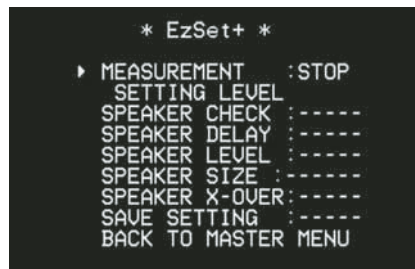 * EzSet+ *
MEASUREMENT :STOP
SETTING LEVEL
SPEAKER CHECK :-----
SPEAKER DELAY :-----
SPEAKER LEVEL :-----
SPEAKER SIZE :------
SPEAKER X-OVER:-----
SAVE SETTING :-----
BACK TO MASTER MENU